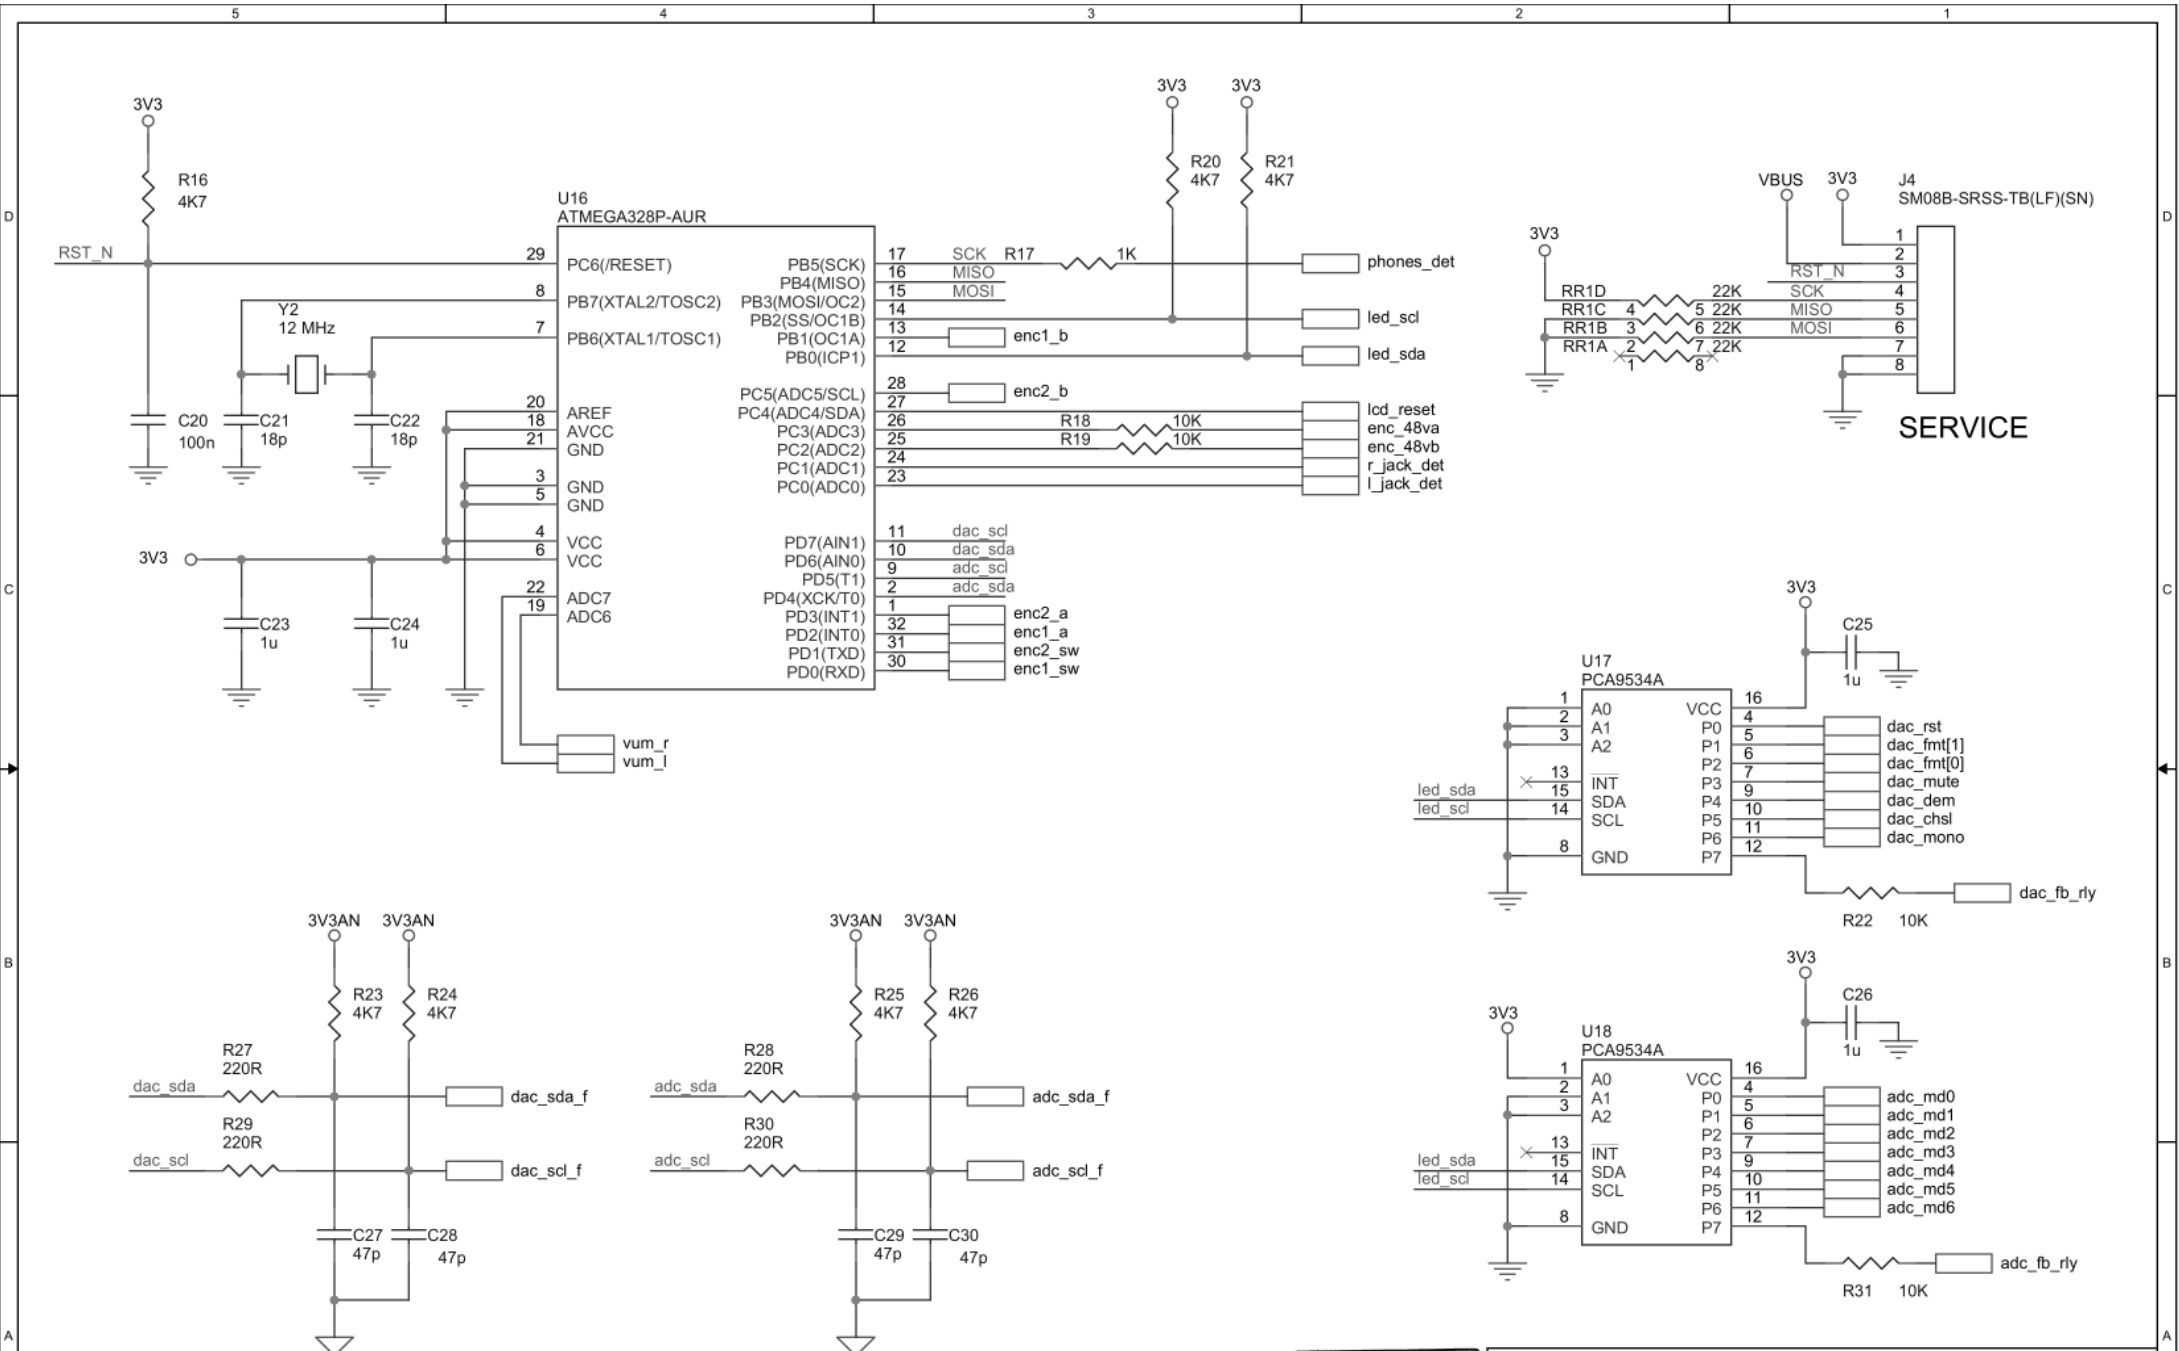 5 4 3 2 1
D D
C C
B B
A A
3V3
R16
4K7
RST_N
Y2
12 MHz
C20
100n
C21
18p
C22
18p
3V3
C23
1u
C24
1u
U16
ATMEGA328P-AUR
29 PC6(/RESET)
8 PB7(XTAL2/TOSC2)
7 PB6(XTAL1/TOSC1)
20 AREF
18 AVCC
21 GND
3 GND
5 GND
4 VCC
6 VCC
22 ADC7
19 ADC6
vum_r
vum_l
PB5(SCK) 17 SCK R17 1K phones_det
PB4(MISO) 16 MISO
PB3(MOSI/OC2) 15 MOSI
PB2(SS/OC1B) 14 led_scl
PB1(OC1A) 13 enc1_b
PB0(ICP1) 12 led_sda
PC5(ADC5/SCL) 28 enc2_b
PC4(ADC4/SDA) 27 lcd_reset
PC3(ADC3) 26 R18 10K enc_48va
PC2(ADC2) 25 R19 10K enc_48vb
PC1(ADC1) 24 r_jack_det
PC0(ADC0) 23 l_jack_det
PD7(AIN1) 11 dac_scl
PD6(AIN0) 10 dac_sda
PD5(T1) 9 adc_scl
PD4(XCK/T0) 2 adc_sda
PD3(INT1) 1 enc2_a
PD2(INT0) 32 enc1_a
PD1(TXD) 31 enc2_sw
PD0(RXD) 30 enc1_sw
3V3 3V3
R20
4K7
R21
4K7
VBUS 3V3
J4
SM08B-SRSS-TB(LF)(SN)
3V3
1
2
RST_N 3
RR1D 22K SCK 4
RR1C 4 5 22K MISO 5
RR1B 3 6 22K MOSI 6
RR1A 2 7 22K 7
1 8 8
SERVICE
3V3
C25
1u
U17
PCA9534A
1 A0 VCC 16
2 A1 P0 4 dac_rst
3 A2 P1 5 dac_fmt[1]
P2 6 dac_fmt[0]
13 INT P3 7 dac_mute
led_sda 15 SDA P4 9 dac_dem
led_scl 14 SCL P5 10 dac_chsl
P6 11 dac_mono
8 GND P7 12
dac_fb_rly
R22 10K
3V3
C26
1u
3V3
U18
PCA9534A
1 A0 VCC 16
2 A1 P0 4 adc_md0
3 A2 P1 5 adc_md1
P2 6 adc_md2
13 INT P3 7 adc_md3
led_sda 15 SDA P4 9 adc_md4
led_scl 14 SCL P5 10 adc_md5
P6 11 adc_md6
8 GND P7 12
adc_fb_rly
R31 10K
3V3AN 3V3AN
R23
4K7
R24
4K7
R27
220R
dac_sda dac_sda_f
R29
220R
dac_scl dac_scl_f
C27
47p
C28
47p
3V3AN 3V3AN
R25
4K7
R26
4K7
R28
220R
adc_sda adc_sda_f
R30
220R
adc_scl adc_scl_f
C29
47p
C30
47p